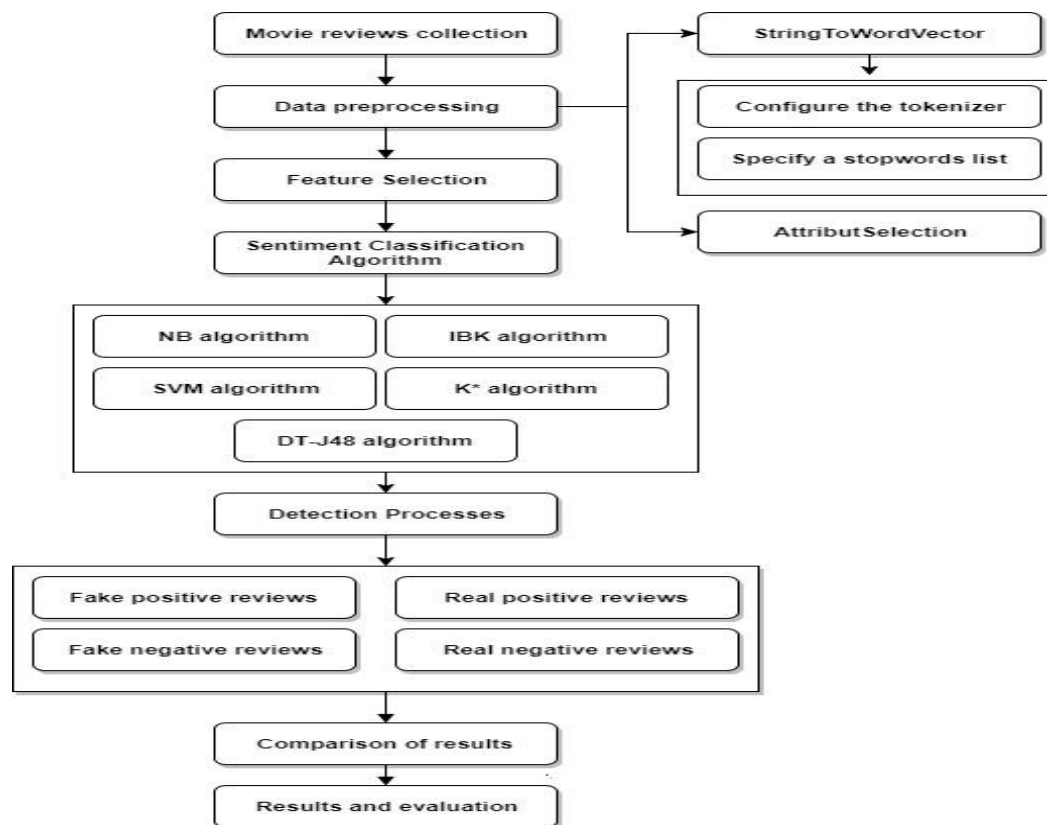 Movie reviews collection
StringToWordVector
Data preprocessing
Configure the tokenizer
Specify a stopwords list
Feature Selection
AttributSelection
Sentiment Classification
Algorithm
NB algorithm
IBK algorithm
SVM algorithm
K* algorithm
DT-J48 algorithm
Detection Processes
Fake positive reviews
Real positive reviews
Fake negative reviews
Real negative reviews
Comparison of results
Results and evaluation